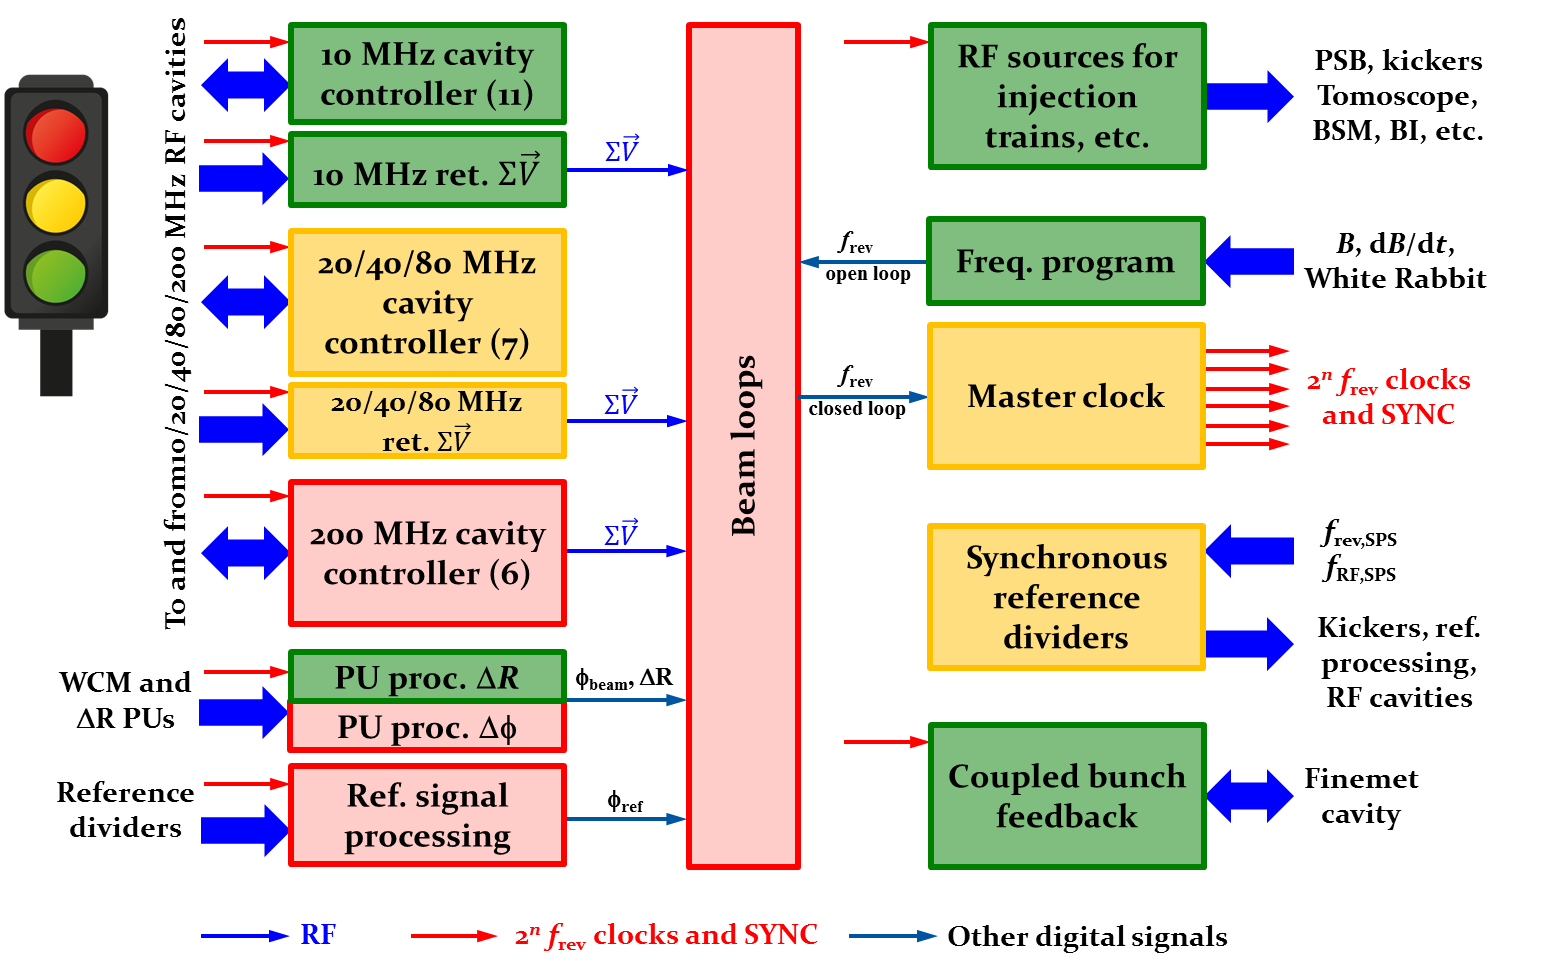 To and from10/20/40/80/200 MHz RF cavities
10 MHz cavity
controller (11)
10 MHz ret. ΣV⃗
ΣV⃗
20/40/80 MHz
cavity
controller (7)
20/40/80 MHz
ret. ΣV⃗
ΣV⃗
200 MHz cavity
controller (6)
ΣV⃗
WCM and
ΔR PUs
PU proc. ΔR
PU proc. Δϕ
ϕbeam, ΔR
Reference
dividers
Ref. signal
processing
ϕref
Beam loops
RF sources for
injection
trains, etc.
PSB, kickers
Tomoscope,
BSM, BI, etc.
frev
open loop
Freq. program
B, dB/dt,
White Rabbit
frev
closed loop
Master clock
2ⁿ frev clocks
and SYNC
Synchronous
reference
dividers
frev,SPS
fRF,SPS
Kickers, ref.
processing,
RF cavities
Coupled bunch
feedback
Finemet
cavity
RF
2ⁿ frev clocks and SYNC
Other digital signals